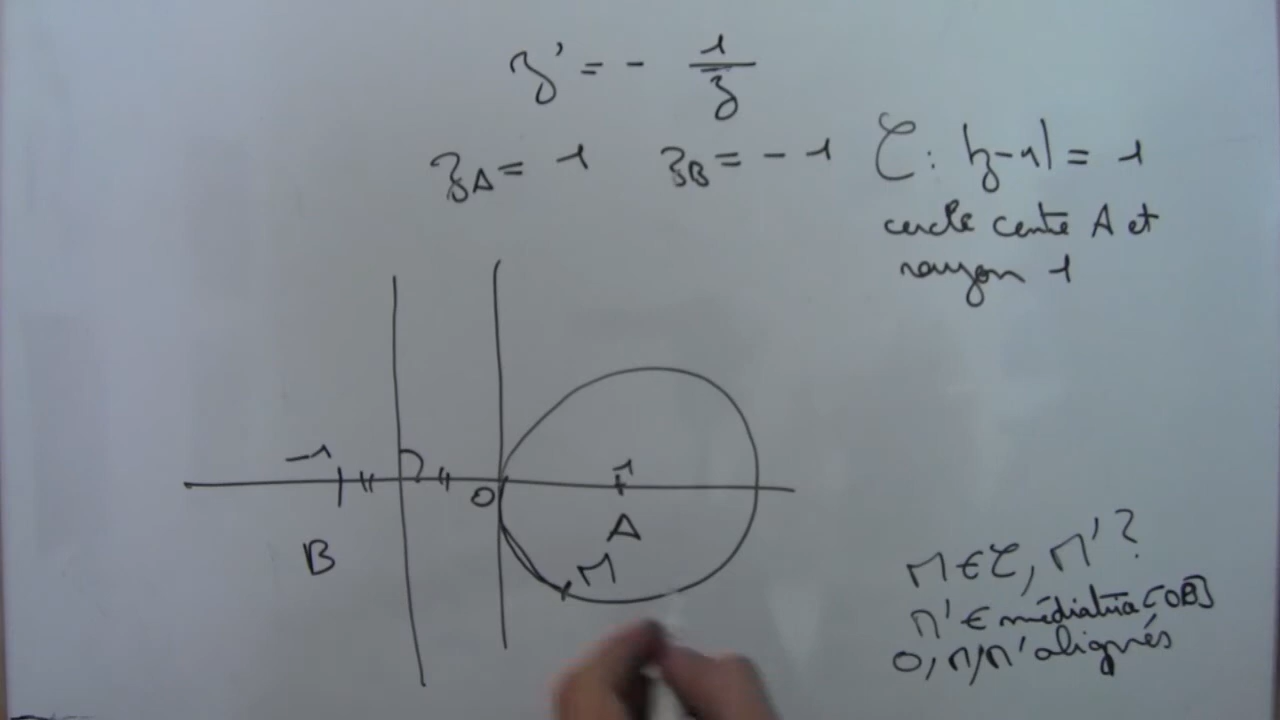 z' = - 1/z̅
z_A = 1 z_B = -1 C : |z-1| = 1
cercle centre A et
rayon 1
-1 O 1
B A
M
M ∈ C, M' ?
M' ∈ médiatrice [OB]
O, M, M' alignés